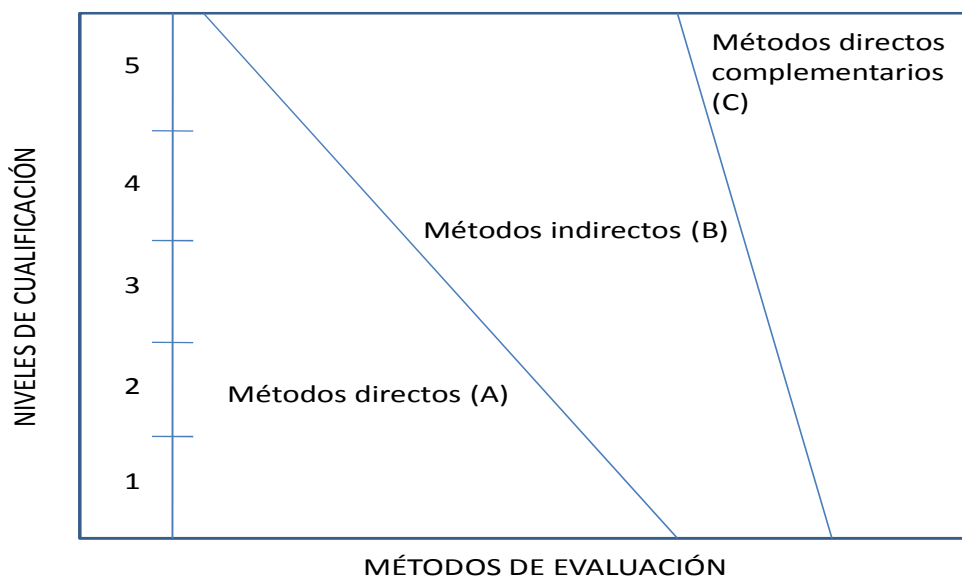 NIVELES DE CUALIFICACIÓN
5
4
3
2
1
Métodos directos
complementarios
(C)
Métodos indirectos (B)
Métodos directos (A)
MÉTODOS DE EVALUACIÓN